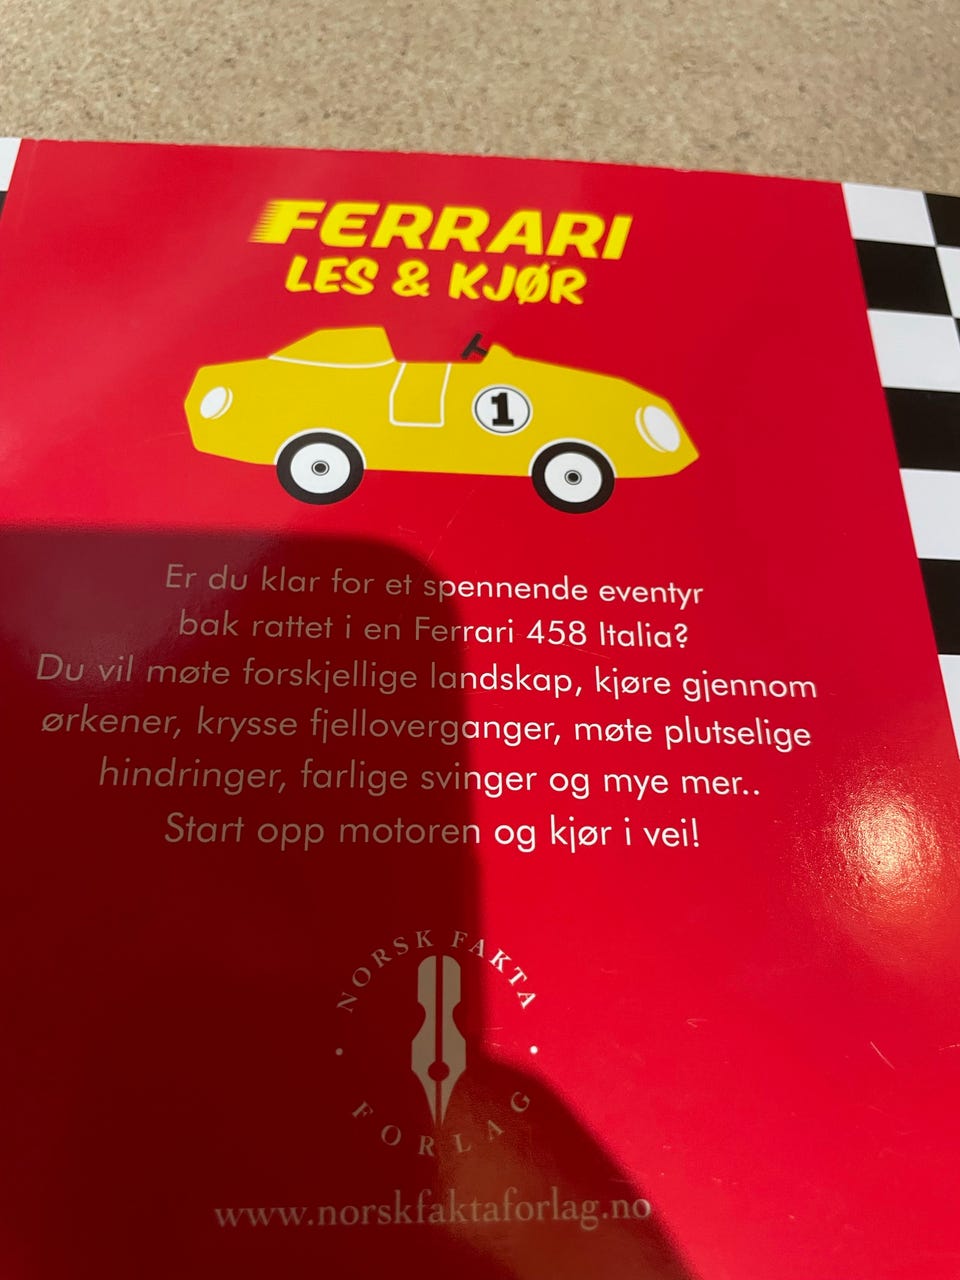 FERRARI
LES & KJØR
1
Er du klar for et spennende eventyr
bak rattet i en Ferrari 458 Italia?
Du vil møte forskjellige landskap, kjøre gjennom
ørkener, krysse fjelloverganger, møte plutselige
hindringer, farlige svinger og mye mer..
Start opp motoren og kjør i vei!
NORSK FAKTA
FORLAG
www.norskfaktaforlag.no